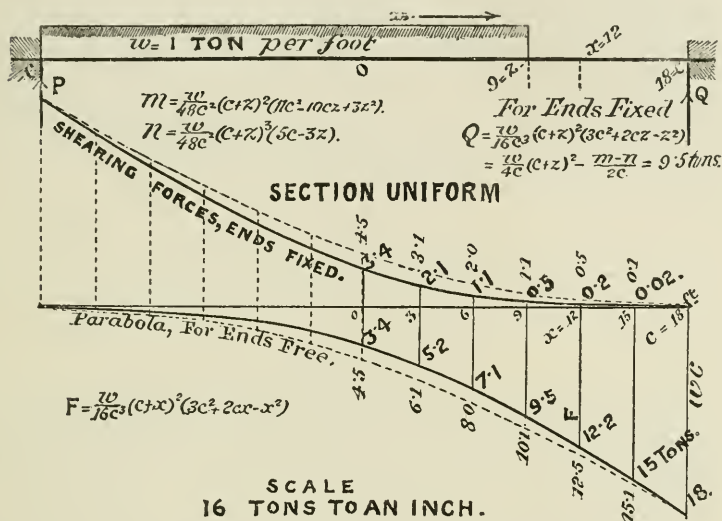 x
w=1 TON per foot
x=12
C
P
0
9=z
18=c
Q
m=w/48c²(c+z)²(11c²-10cz+3z²).
n=w/48c²(c+z)³(5c-3z).
For Ends Fixed
Q=w/16c³(c+z)²(3c²+2cz-z²)
=w/4c(c+z)²-m-n/2c=9·5 tons.
SECTION UNIFORM
SHEARING FORCES, ENDS FIXED.
4·5 3·1 2·0 1·1 0·5 0·1
3·4 2·1 1·1 0·5 0·2 0·02.
0 3 6 9 x=12 15 C=18 ft
Parabola, For Ends Free.
3·4 5·2 7·1 9·5 F 12·2 15 TONS. 18.
4·5 6·1 8·0 10·1 12·5 15·1
WC
F=w/16c³(c+x)²(3c²+2cx-x²)
SCALE
16 TONS TO AN INCH.